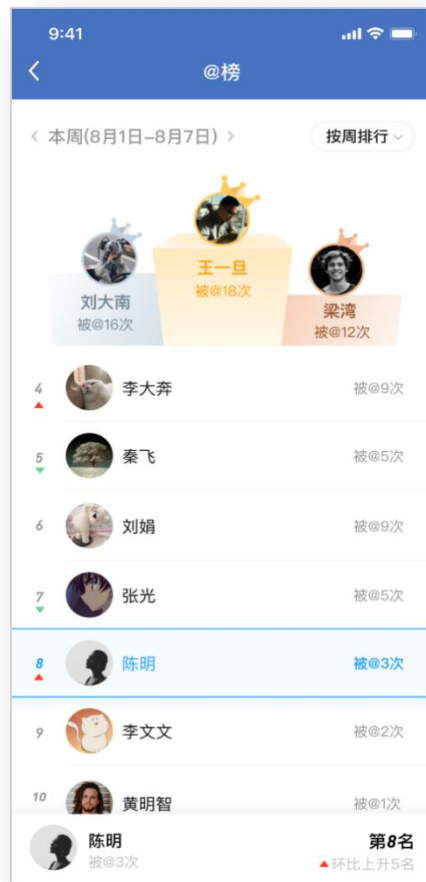 9:41
@榜
本周(8月1日-8月7日)
按周排行
王一旦
被@18次
刘大南
被@16次
梁湾
被@12次
4 李大奔 被@9次
5 秦飞 被@5次
6 刘娟 被@9次
7 张光 被@5次
8 陈明 被@3次
9 李文文 被@2次
10 黄明智 被@1次
陈明 第8名
被@3次 环比上升5名